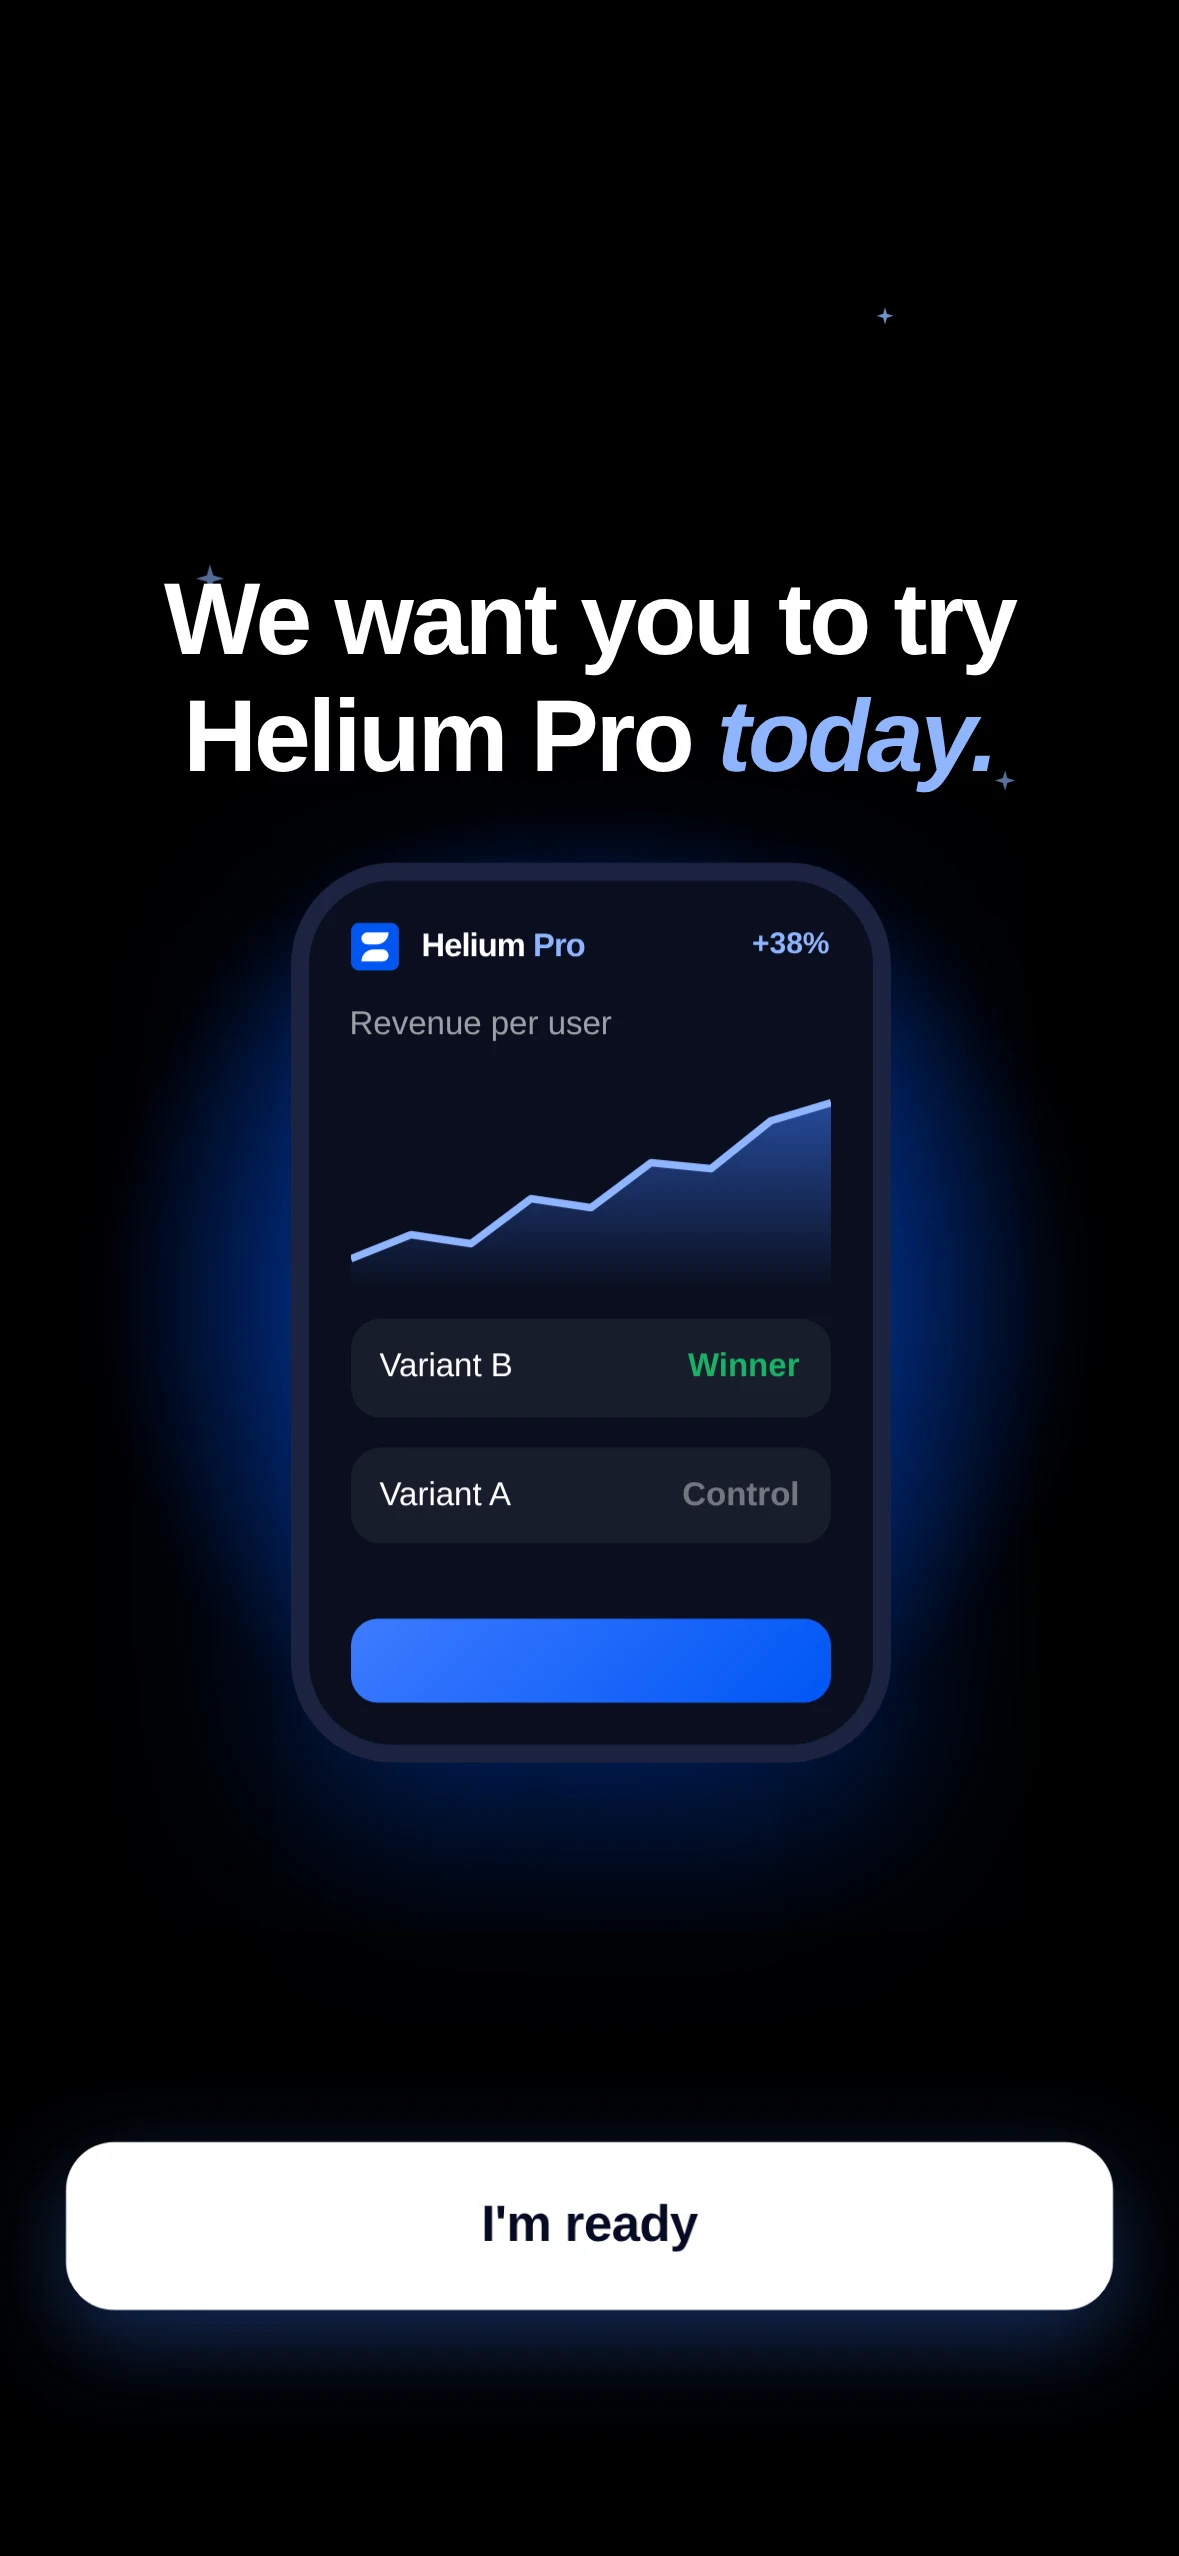 We want you to try
Helium Pro today.
Helium Pro
+38%
Revenue per user
Variant B
Winner
Variant A
Control
I'm ready